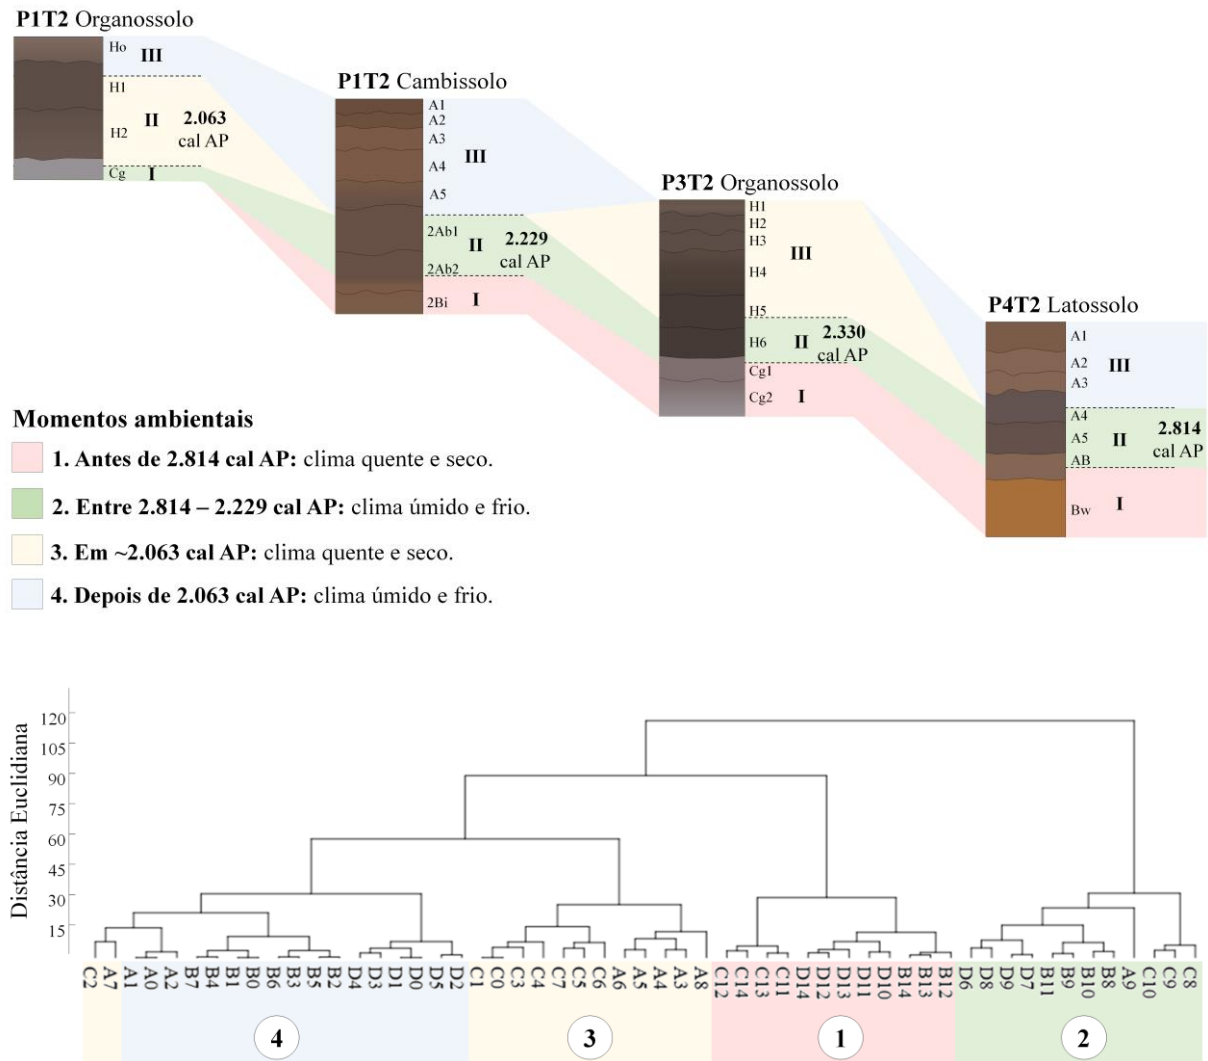 P1T2 Organossolo
Ho
III
H1
II
2.063
cal AP
H2
Cg
I
P1T2 Cambissolo
A1
A2
A3
III
A4
A5
2Ab1
II
2.229
cal AP
2Ab2
2Bi
I
P3T2 Organossolo
H1
H2
H3
III
H4
H5
H6
II
2.330
cal AP
Cg1
Cg2
I
P4T2 Latossolo
A1
A2
III
A3
A4
A5
II
2.814
cal AP
AB
Bw
I
Momentos ambientais
1. Antes de 2.814 cal AP: clima quente e seco.
2. Entre 2.814 – 2.229 cal AP: clima úmido e frio.
3. Em ~2.063 cal AP: clima quente e seco.
4. Depois de 2.063 cal AP: clima úmido e frio.
Distância Euclidiana
120
105
90
75
60
45
30
15
C2 A7 A1 A0 A2 B7 B4 B1 B0 B6 B3 B5 B2 D4 D3 D1 D0 D5 D2 C1 C0 C3 C4 C7 C5 C6 A6 A5 A4 A3 A8 C12 C14 C13 C11 D14 D12 D13 D11 D10 B14 B13 B12 D6 D8 D9 D7 B11 B9 B10 B8 A9 C10 C9 C8
4 3 1 2